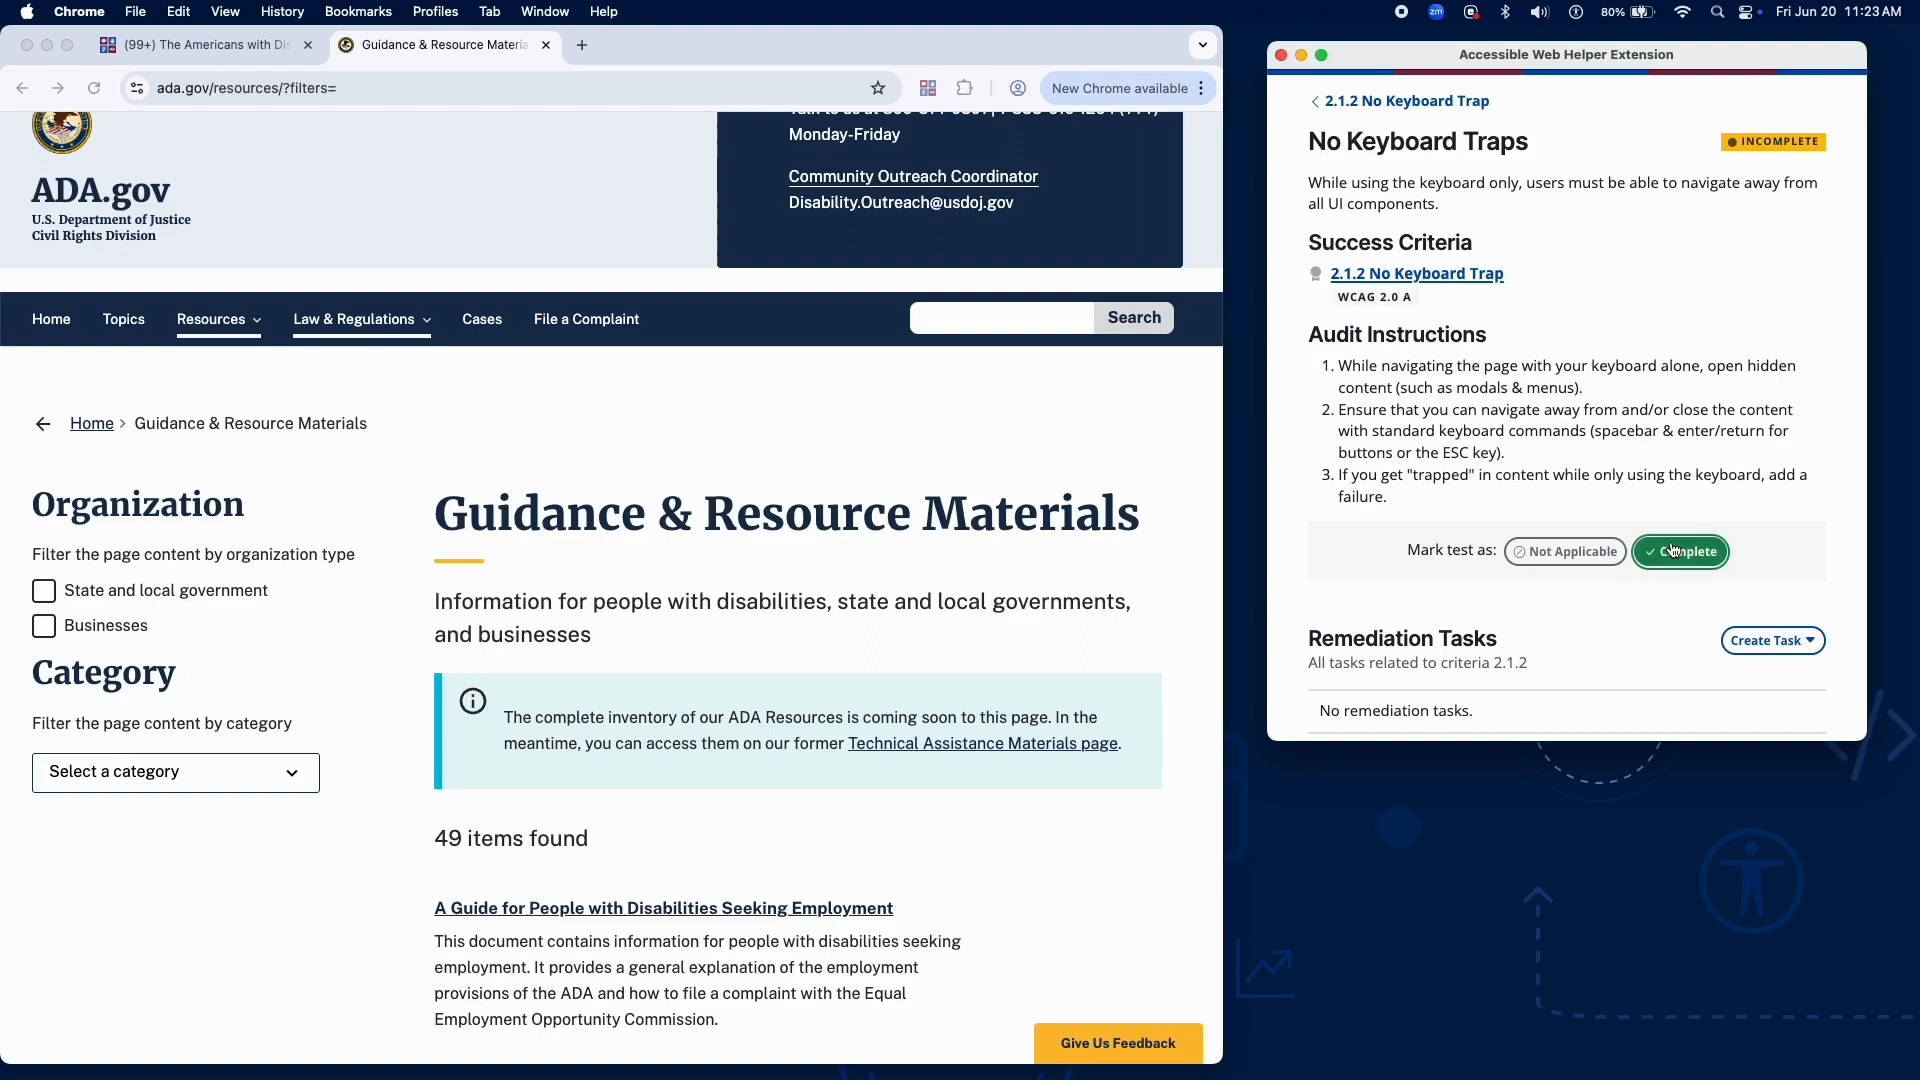 Chrome File Edit View History Bookmarks Profiles Tab Window Help
80% Fri Jun 20 11:23 AM
(99+) The Americans with Dis
Guidance & Resource Materia
ada.gov/resources/?filters=
New Chrome available
Monday-Friday
Community Outreach Coordinator
Disability.Outreach@usdoj.gov
ADA.gov
U.S. Department of Justice
Civil Rights Division
Home Topics Resources Law & Regulations Cases File a Complaint Search
Home > Guidance & Resource Materials
Organization
Filter the page content by organization type
State and local government
Businesses
Category
Filter the page content by category
Select a category
Guidance & Resource Materials
Information for people with disabilities, state and local governments,
and businesses
The complete inventory of our ADA Resources is coming soon to this page. In the
meantime, you can access them on our former Technical Assistance Materials page.
49 items found
A Guide for People with Disabilities Seeking Employment
This document contains information for people with disabilities seeking
employment. It provides a general explanation of the employment
provisions of the ADA and how to file a complaint with the Equal
Employment Opportunity Commission.
Give Us Feedback
Accessible Web Helper Extension
2.1.2 No Keyboard Trap
No Keyboard Traps
INCOMPLETE
While using the keyboard only, users must be able to navigate away from
all UI components.
Success Criteria
2.1.2 No Keyboard Trap
WCAG 2.0 A
Audit Instructions
1. While navigating the page with your keyboard alone, open hidden
content (such as modals & menus).
2. Ensure that you can navigate away from and/or close the content
with standard keyboard commands (spacebar & enter/return for
buttons or the ESC key).
3. If you get "trapped" in content while only using the keyboard, add a
failure.
Mark test as: Not Applicable Complete
Remediation Tasks
Create Task
All tasks related to criteria 2.1.2
No remediation tasks.